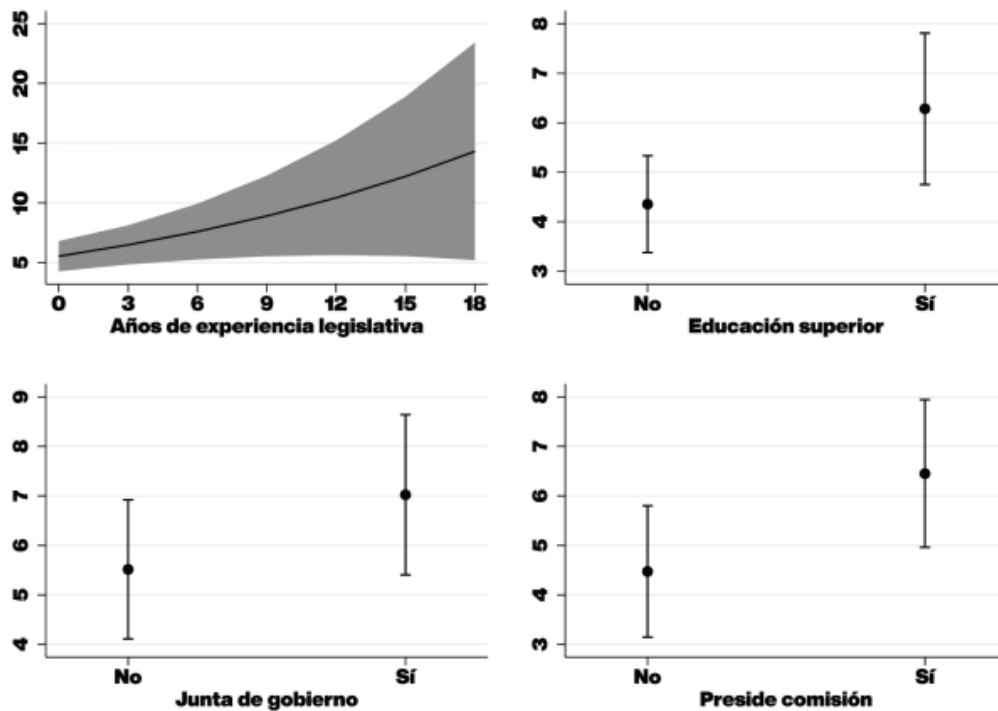 25
20
15
10
5
0 3 6 9 12 15 18
Años de experiencia legislativa
8
7
6
5
4
3
No Sí
Educación superior
9
8
7
6
5
4
No Sí
Junta de gobierno
8
7
6
5
4
3
No Sí
Preside comisión